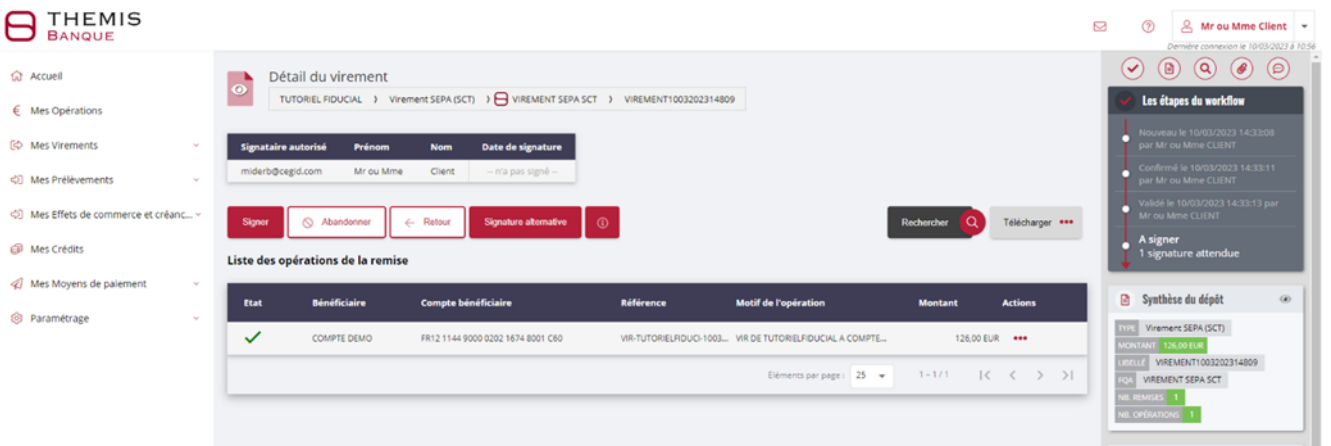 THEMIS
BANQUE
Mr ou Mme Client
Dernière connexion le 10/03/2023 à 10:56
Accueil
Mes Opérations
Mes Virements
Mes Prélèvements
Mes Effets de commerce et créanc...
Mes Crédits
Mes Moyens de paiement
Paramétrage
Détail du virement
TUTORIEL FIDUCIAL > Virement SEPA (SCT) > VIREMENT SEPA SCT > VIREMENT1003202314809
Signataire autorisé Prénom Nom Date de signature
miderb@cegid.com Mr ou Mme Client -- n'a pas signé --
Signer Abandonner Retour Signature alternative
Rechercher Télécharger
Liste des opérations de la remise
Etat Bénéficiaire Compte bénéficiaire Référence Motif de l'opération Montant Actions
COMPTE DEMO FR12 1144 9000 0202 1674 8001 C60 VIR-TUTORIELFIDUCI-1003... VIR DE TUTORIELFIDUCIAL A COMPTE... 126,00 EUR
Eléments par page : 25 1 - 1 / 1
Les étapes du workflow
Nouveau le 10/03/2023 14:33:08
par Mr ou Mme CLIENT
Confirmé le 10/03/2023 14:33:11
par Mr ou Mme CLIENT
Validé le 10/03/2023 14:33:13 par
Mr ou Mme CLIENT
A signer
1 signature attendue
Synthèse du dépôt
TYPE Virement SEPA (SCT)
MONTANT 126,00 EUR
LIBELLÉ VIREMENT1003202314809
FQA VIREMENT SEPA SCT
NB. REMISES 1
NB. OPÉRATIONS 1